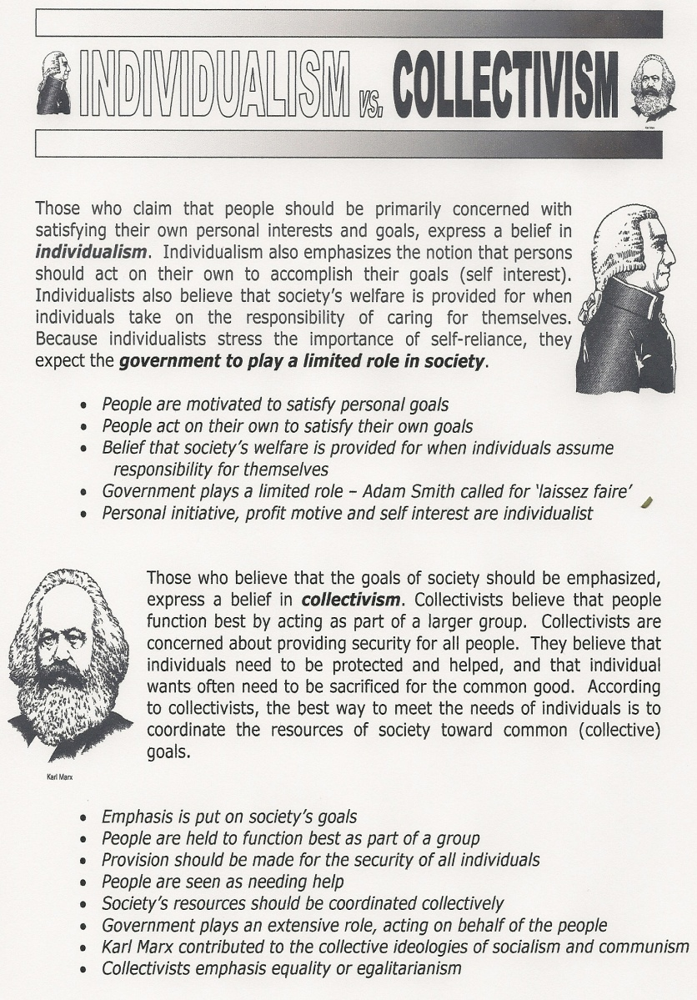 INDIVIDUALISM vs. COLLECTIVISM
Those who claim that people should be primarily concerned with
satisfying their own personal interests and goals, express a belief in
individualism. Individualism also emphasizes the notion that persons
should act on their own to accomplish their goals (self interest).
Individualists also believe that society's welfare is provided for when
individuals take on the responsibility of caring for themselves.
Because individualists stress the importance of self-reliance, they
expect the government to play a limited role in society.
• People are motivated to satisfy personal goals
• People act on their own to satisfy their own goals
• Belief that society's welfare is provided for when individuals assume
responsibility for themselves
• Government plays a limited role – Adam Smith called for 'laissez faire'
• Personal initiative, profit motive and self interest are individualist
Those who believe that the goals of society should be emphasized,
express a belief in collectivism. Collectivists believe that people
function best by acting as part of a larger group. Collectivists are
concerned about providing security for all people. They believe that
individuals need to be protected and helped, and that individual
wants often need to be sacrificed for the common good. According
to collectivists, the best way to meet the needs of individuals is to
coordinate the resources of society toward common (collective)
goals.
Karl Marx
• Emphasis is put on society's goals
• People are held to function best as part of a group
• Provision should be made for the security of all individuals
• People are seen as needing help
• Society's resources should be coordinated collectively
• Government plays an extensive role, acting on behalf of the people
• Karl Marx contributed to the collective ideologies of socialism and communism
• Collectivists emphasis equality or egalitarianism